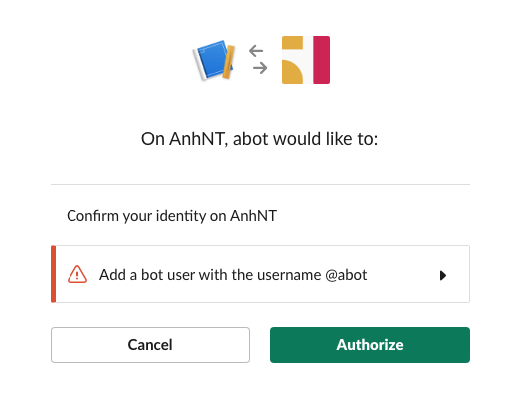 On AnhNT, abot would like to:
Confirm your identity on AnhNT
Add a bot user with the username @abot
Cancel
Authorize